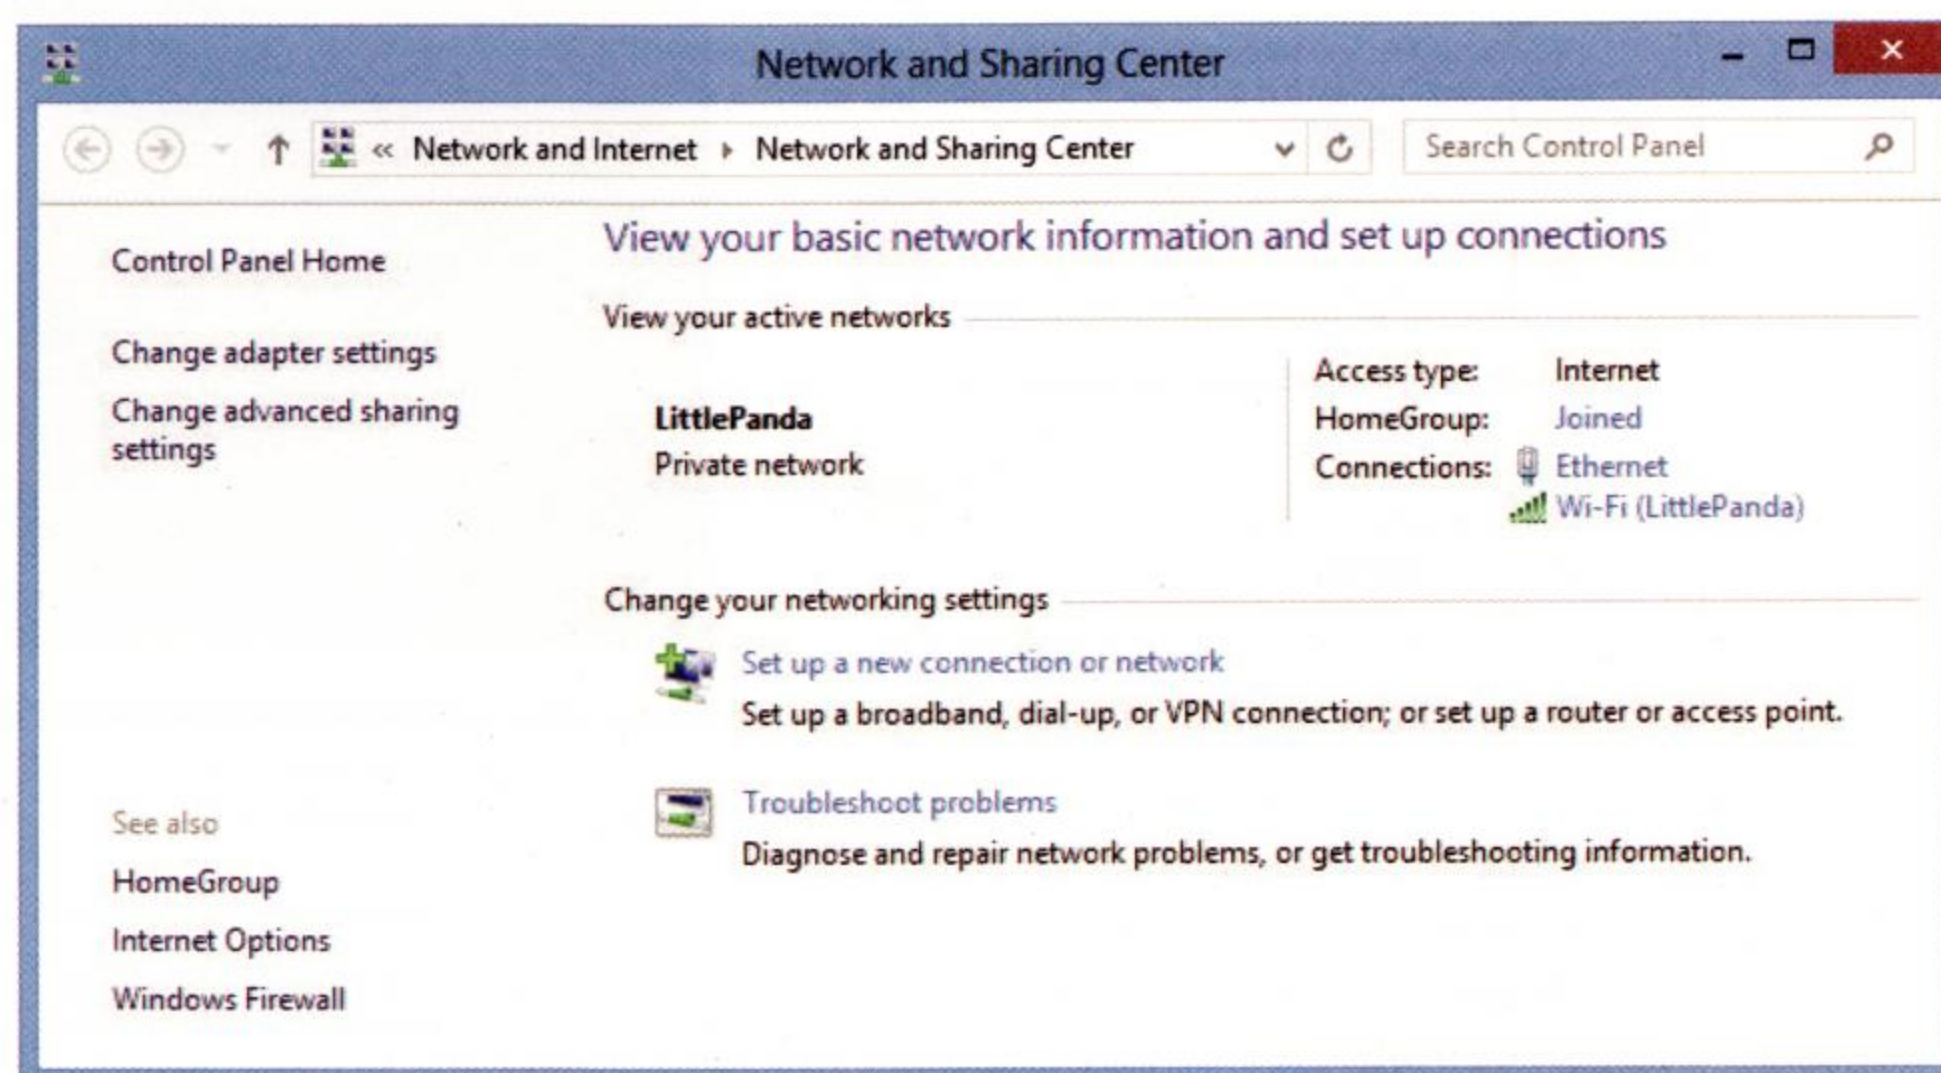 Network and Sharing Center
« Network and Internet ▸ Network and Sharing Center
Search Control Panel
Control Panel Home
Change adapter settings
Change advanced sharing
settings
See also
HomeGroup
Internet Options
Windows Firewall
View your basic network information and set up connections
View your active networks
LittlePanda
Private network
Access type: Internet
HomeGroup: Joined
Connections: Ethernet
Wi-Fi (LittlePanda)
Change your networking settings
Set up a new connection or network
Set up a broadband, dial-up, or VPN connection; or set up a router or access point.
Troubleshoot problems
Diagnose and repair network problems, or get troubleshooting information.